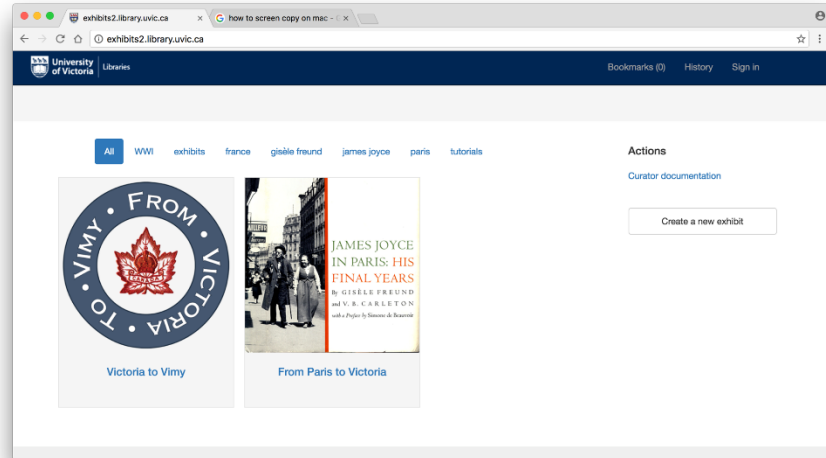 exhibits2.library.uvic.ca
how to screen copy on mac -
exhibits2.library.uvic.ca
University
of Victoria
Libraries
Bookmarks (0) History Sign in
All WWI exhibits france gisèle freund james joyce paris tutorials
FROM • VICTORIA • TO • VIMY •
CANADA
Victoria to Vimy
JAMES JOYCE
IN PARIS: HIS
FINAL YEARS
By GISÈLE FREUND
and V. B. CARLETON
with a Preface by Simone de Beauvoir
From Paris to Victoria
Actions
Curator documentation
Create a new exhibit